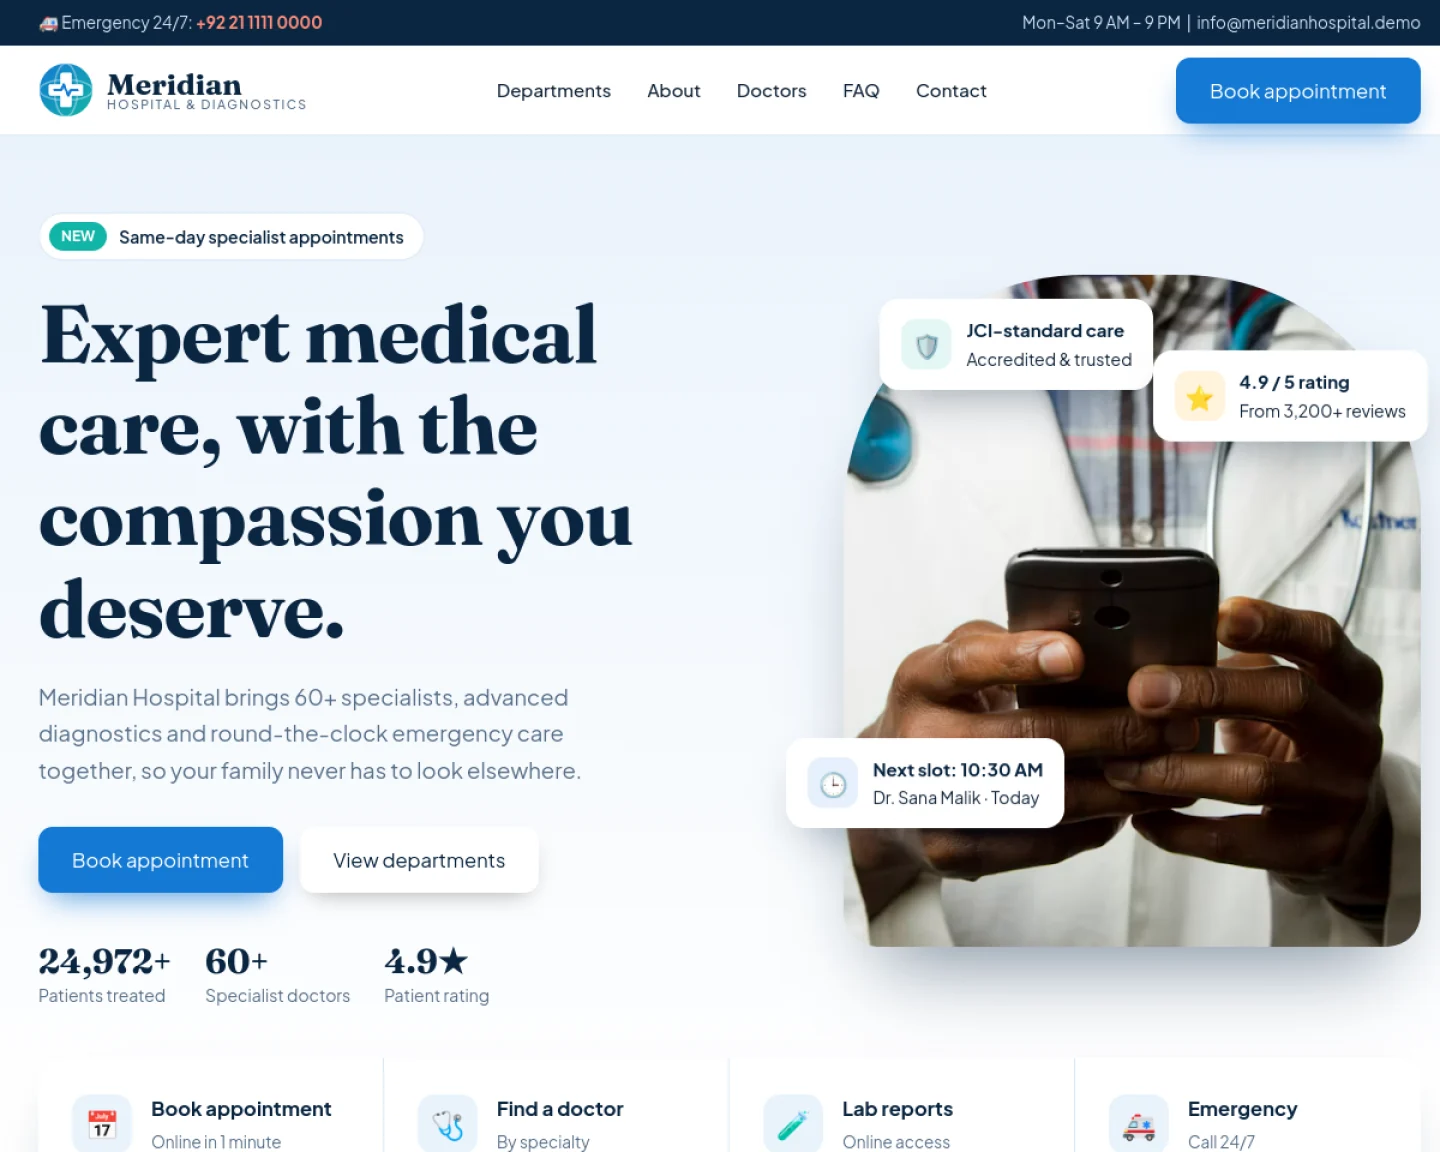 🚑 Emergency 24/7: +92 21 1111 0000
Mon–Sat 9 AM – 9 PM | info@meridianhospital.demo
Meridian
HOSPITAL & DIAGNOSTICS
Departments
About
Doctors
FAQ
Contact
Book appointment
NEW Same-day specialist appointments
Expert medical
care, with the
compassion you
deserve.
Meridian Hospital brings 60+ specialists, advanced
diagnostics and round-the-clock emergency care
together, so your family never has to look elsewhere.
Book appointment
View departments
24,972+
Patients treated
60+
Specialist doctors
4.9★
Patient rating
JCI-standard care
Accredited & trusted
4.9 / 5 rating
From 3,200+ reviews
Next slot: 10:30 AM
Dr. Sana Malik · Today
Book appointment
Online in 1 minute
Find a doctor
By specialty
Lab reports
Online access
Emergency
Call 24/7